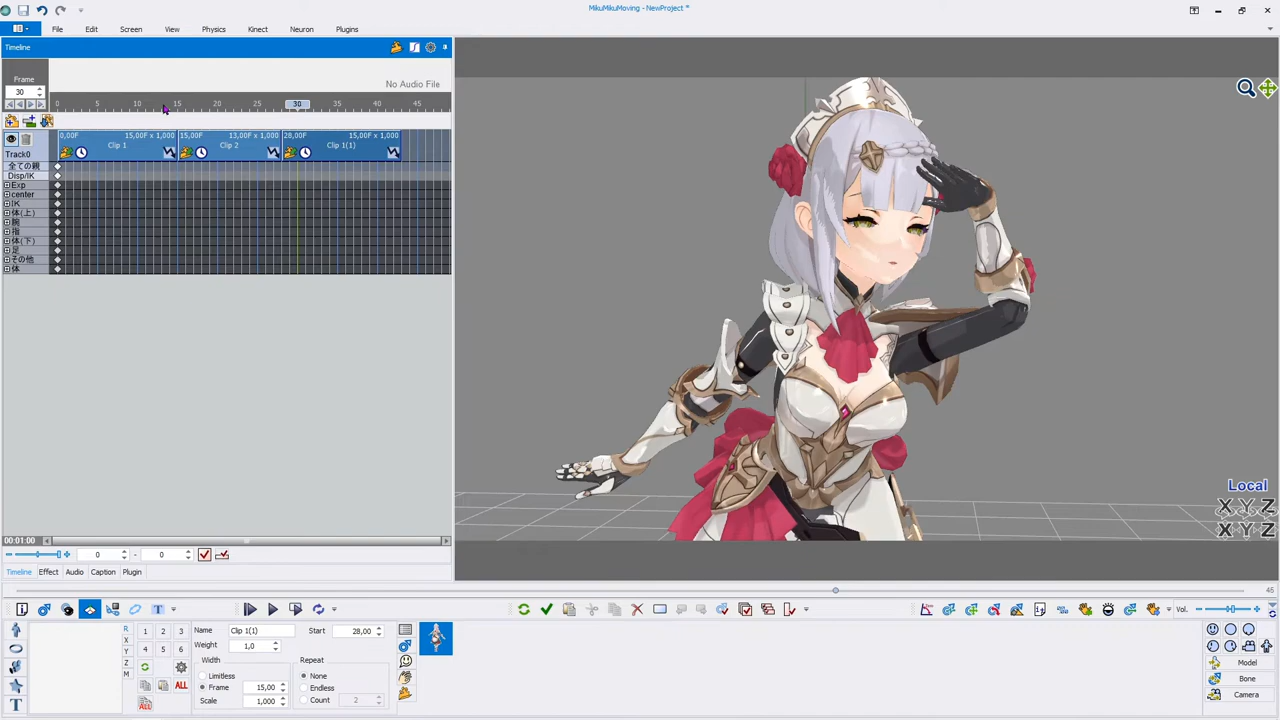 MikuMikuMoving - NewProject *
File Edit Screen View Physics Kinect Neuron Plugins
Timeline
Frame
30
No Audio File
0 5 10 15 20 25 30 35 40 45
0,00F 15,00F x 1,000 15,00F 13,00F x 1,000 28,00F 15,00F x 1,000
Clip 1 Clip 2 Clip 1(1)
Track0
全ての親
Disp/IK
Exp
center
IK
体(上)
腕
指
体(下)
足
その他
体
Local
X Y Z
X Y Z
00:01:00
0 - 0
Timeline Effect Audio Caption Plugin
45
Vol.
R
X
Y
Z
M
1 2 3
4 5 6
ALL
ALL
Name Clip 1(1) Start 28,00
Weight 1,0
Width Repeat
Limitless None
Frame 15,00 Endless
Scale 1,000 Count 2
Model
Bone
Camera